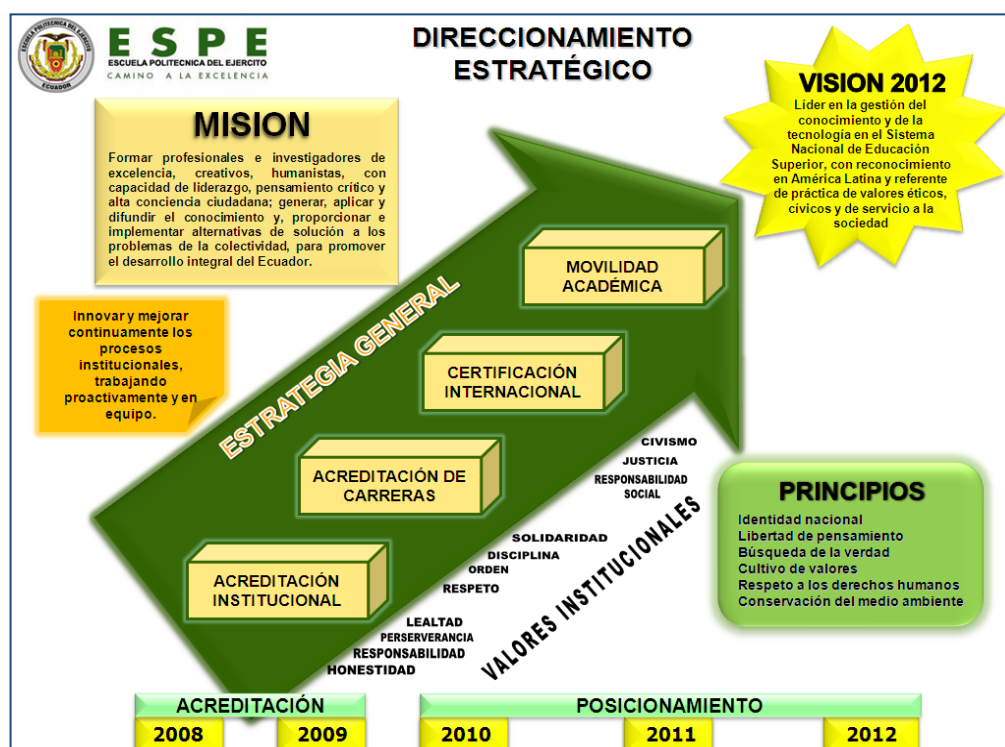 ESCUELA POLITECNICA DEL EJERCITO
ECUADOR
E S P E
ESCUELA POLITECNICA DEL EJERCITO
CAMINO A LA EXCELENCIA
DIRECCIONAMIENTO
ESTRATÉGICO
VISION 2012
Líder en la gestión del
conocimiento y de la
tecnología en el Sistema
Nacional de Educación
Superior, con reconocimiento
en América Latina y referente
de práctica de valores éticos,
cívicos y de servicio a la
sociedad
MISION
Formar profesionales e investigadores de
excelencia, creativos, humanistas, con
capacidad de liderazgo, pensamiento crítico y
alta conciencia ciudadana; generar, aplicar y
difundir el conocimiento y, proporcionar e
implementar alternativas de solución a los
problemas de la colectividad, para promover
el desarrollo integral del Ecuador.
Innovar y mejorar
continuamente los
procesos
institucionales,
trabajando
proactivamente y en
equipo.
ESTRATEGIA GENERAL
MOVILIDAD
ACADÉMICA
CERTIFICACIÓN
INTERNACIONAL
ACREDITACIÓN DE
CARRERAS
ACREDITACIÓN
INSTITUCIONAL
CIVISMO
JUSTICIA
RESPONSABILIDAD
SOCIAL
SOLIDARIDAD
DISCIPLINA
ORDEN
RESPETO
LEALTAD
PERSERVERANCIA
RESPONSABILIDAD
HONESTIDAD
VALORES INSTITUCIONALES
PRINCIPIOS
Identidad nacional
Libertad de pensamiento
Búsqueda de la verdad
Cultivo de valores
Respeto a los derechos humanos
Conservación del medio ambiente
ACREDITACIÓN
POSICIONAMIENTO
2008
2009
2010
2011
2012